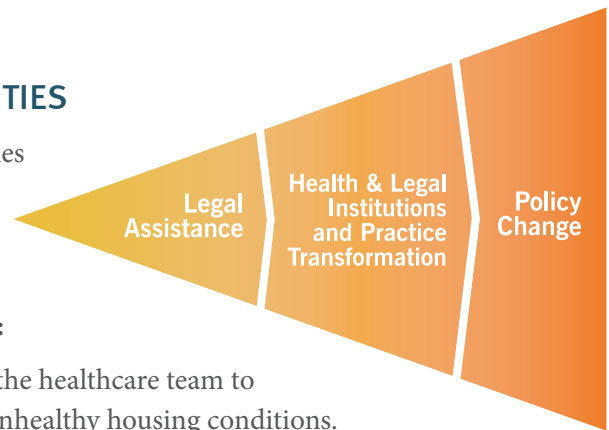 TIES
es
Legal
Assistance
Health & Legal
Institutions
and Practice
Transformation
Policy
Change
:
the healthcare team to
nhealthy housing conditions.